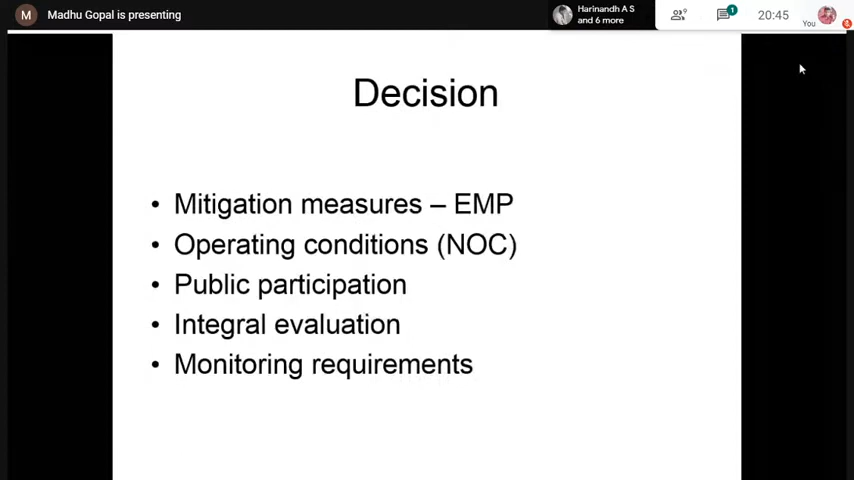 M Madhu Gopal is presenting
Harinandh A S
and 6 more
1
20:45
You
Decision
• Mitigation measures – EMP
• Operating conditions (NOC)
• Public participation
• Integral evaluation
• Monitoring requirements